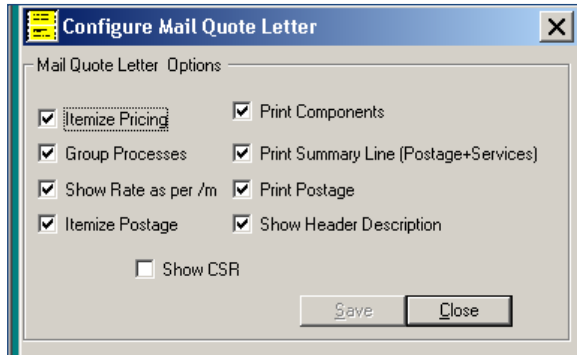 Configure Mail Quote Letter
Mail Quote Letter Options
Itemize Pricing
Print Components
Group Processes
Print Summary Line (Postage+Services)
Show Rate as per /m
Print Postage
Itemize Postage
Show Header Description
Show CSR
Save
Close